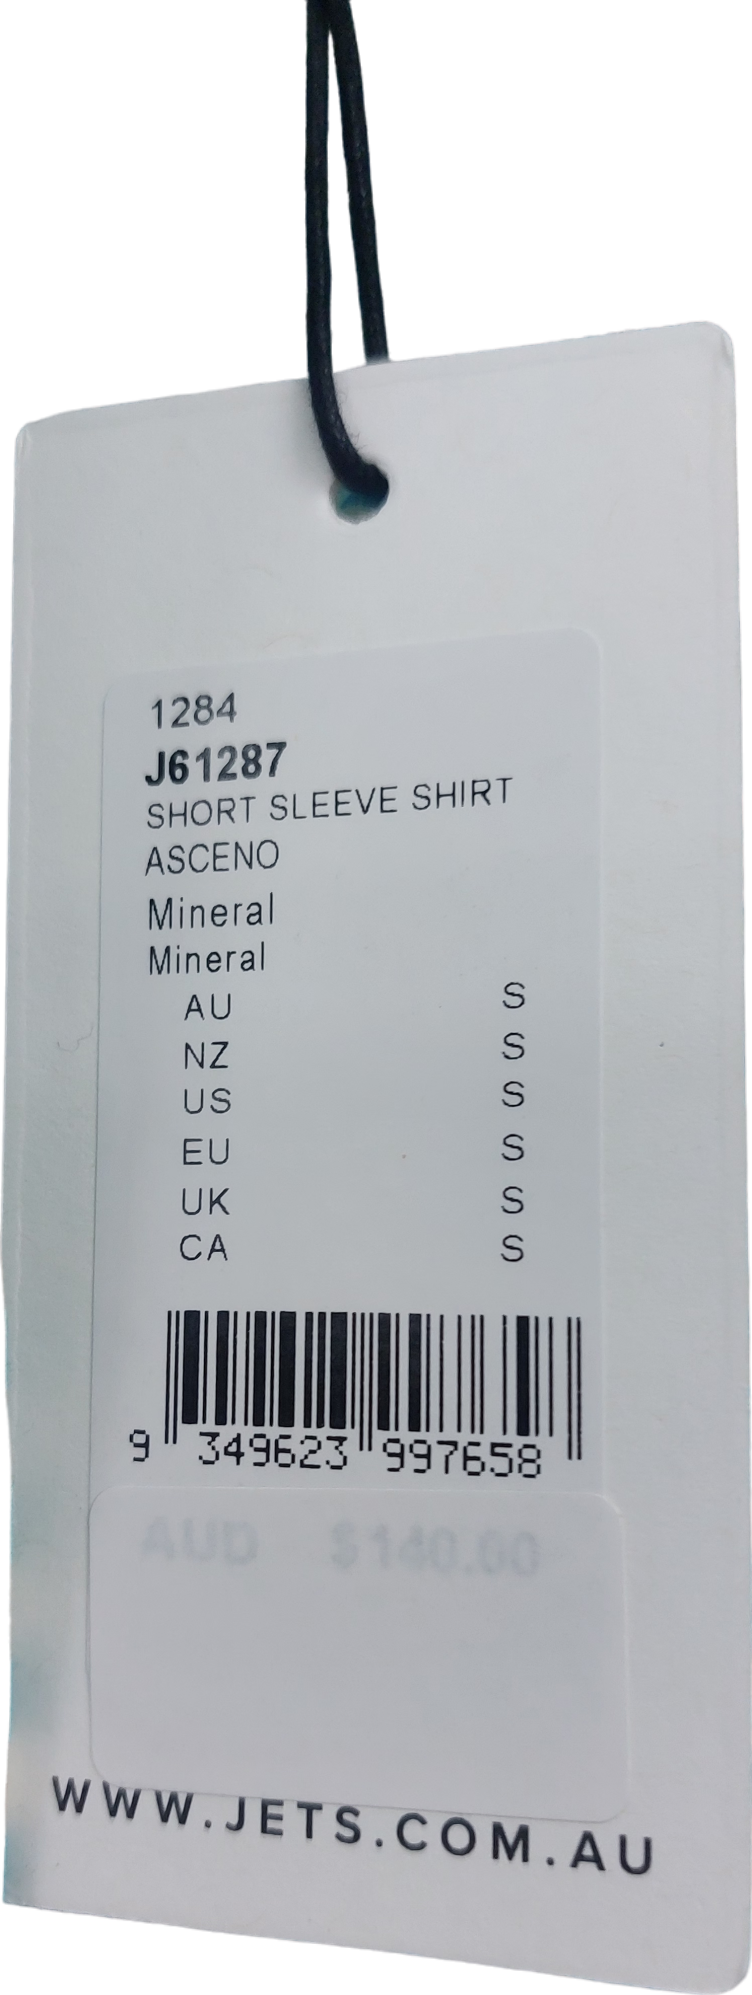 1284
J61287
SHORT SLEEVE SHIRT
ASCENO
Mineral
Mineral
AU S
NZ S
US S
EU S
UK S
CA S
9 349623 997658
AUD $140.00
WWW.JETS.COM.AU